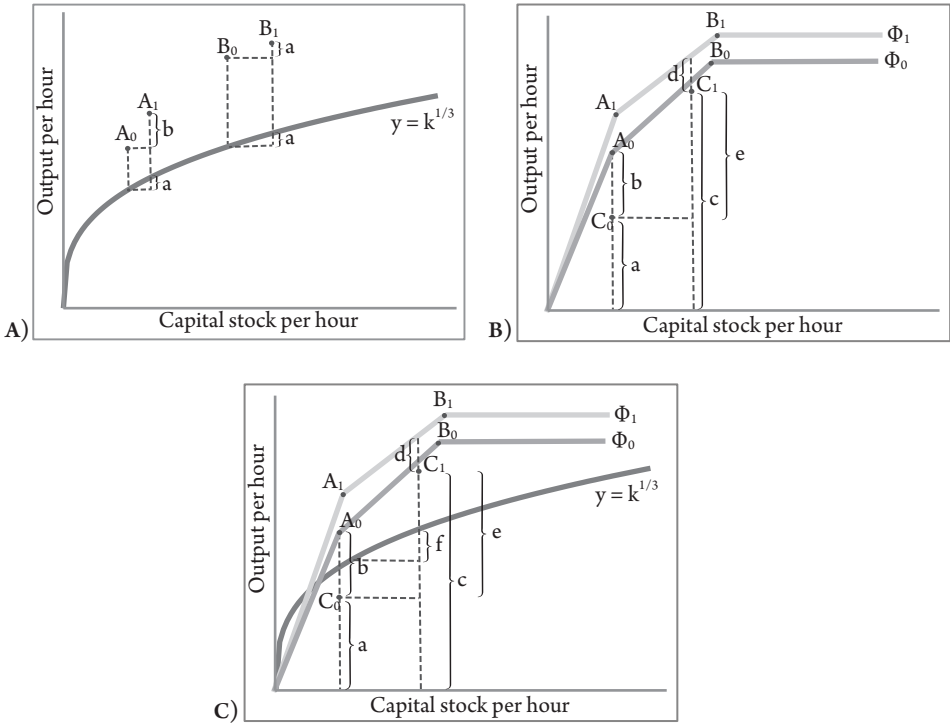 A)
Output per hour
Capital stock per hour
A₀
A₁
b
a
B₀
B₁
a
a
y = k^1/3
B)
Output per hour
Capital stock per hour
B₁
Φ₁
B₀
Φ₀
d
C₁
A₁
A₀
b
e
c
C₀
a
C)
Output per hour
Capital stock per hour
B₁
Φ₁
B₀
Φ₀
d
C₁
A₁
y = k^1/3
A₀
f
e
b
c
C₀
a